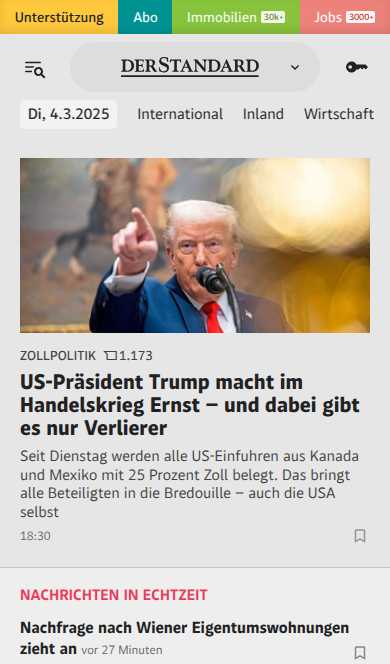 Unterstützung Abo Immobilien 30k+ Jobs 3000+
DERSTANDARD
Di, 4.3.2025 International Inland Wirtschaft
ZOLLPOLITIK 1.173
US-Präsident Trump macht im
Handelskrieg Ernst – und dabei gibt
es nur Verlierer
Seit Dienstag werden alle US-Einfuhren aus Kanada
und Mexiko mit 25 Prozent Zoll belegt. Das bringt
alle Beteiligten in die Bredouille – auch die USA
selbst
18:30
NACHRICHTEN IN ECHTZEIT
Nachfrage nach Wiener Eigentumswohnungen
zieht an vor 27 Minuten